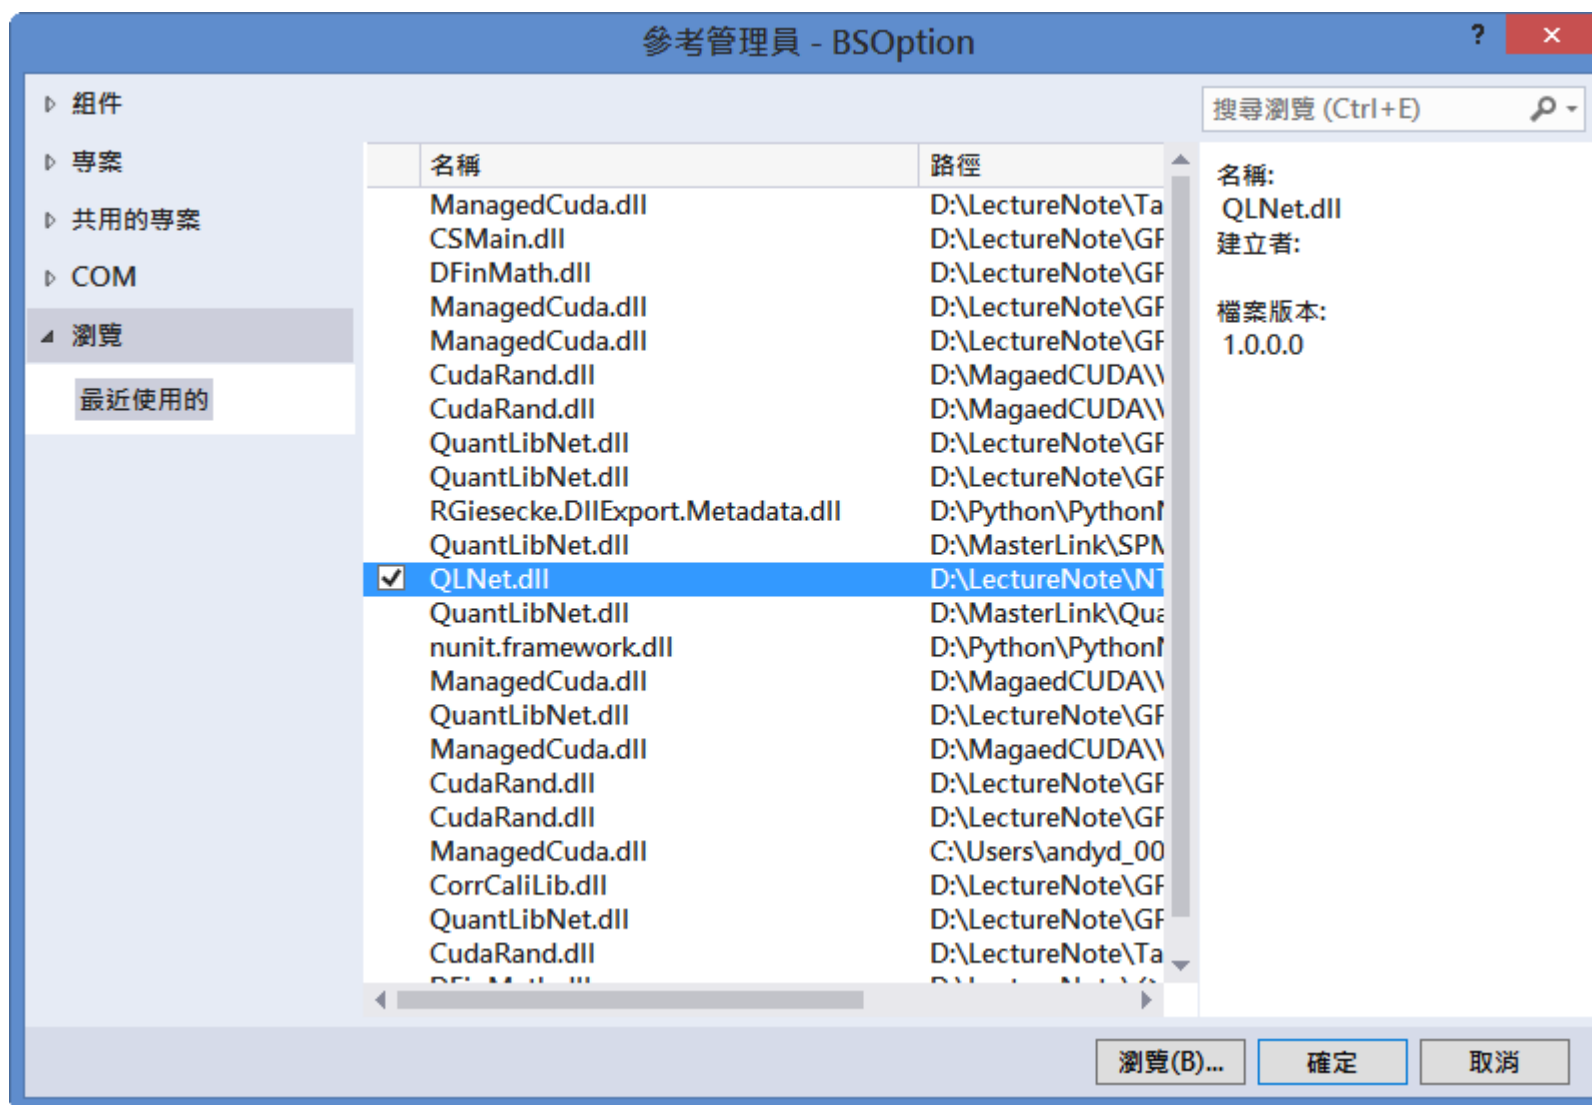 參考管理員 - BSOption
?
組件
專案
共用的專案
COM
瀏覽
最近使用的
名稱 路徑
ManagedCuda.dll D:\LectureNote\Ta
CSMain.dll D:\LectureNote\GF
DFinMath.dll D:\LectureNote\GF
ManagedCuda.dll D:\LectureNote\GF
ManagedCuda.dll D:\LectureNote\GF
CudaRand.dll D:\MagaedCUDA\
CudaRand.dll D:\MagaedCUDA\
QuantLibNet.dll D:\LectureNote\GF
QuantLibNet.dll D:\LectureNote\GF
RGiesecke.DllExport.Metadata.dll D:\Python\Python
QuantLibNet.dll D:\MasterLink\SPM
QLNet.dll D:\LectureNote\NT
QuantLibNet.dll D:\MasterLink\Qua
nunit.framework.dll D:\Python\Python
ManagedCuda.dll D:\MagaedCUDA\
QuantLibNet.dll D:\LectureNote\GF
ManagedCuda.dll D:\MagaedCUDA\
CudaRand.dll D:\LectureNote\GF
CudaRand.dll D:\LectureNote\GF
ManagedCuda.dll C:\Users\andyd_00
CorrCaliLib.dll D:\LectureNote\GF
QuantLibNet.dll D:\LectureNote\GF
CudaRand.dll D:\LectureNote\Ta
搜尋瀏覽 (Ctrl+E)
名稱:
QLNet.dll
建立者:
檔案版本:
1.0.0.0
瀏覽(B)... 確定 取消